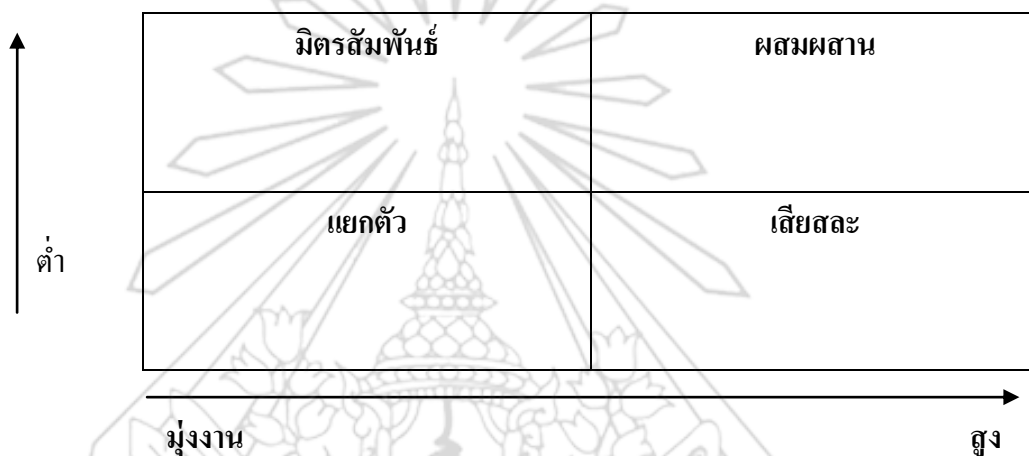 มิตรสัมพันธ์ ผสมผสาน
แยกตัว เสียสละ
ต่ำ
มุ่งงาน สูง